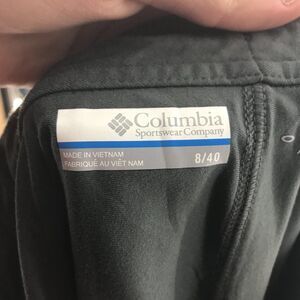 Columbia
Sportswear Company
MADE IN VIETNAM
FABRIQUÉ AU VIÊT NAM
8/40